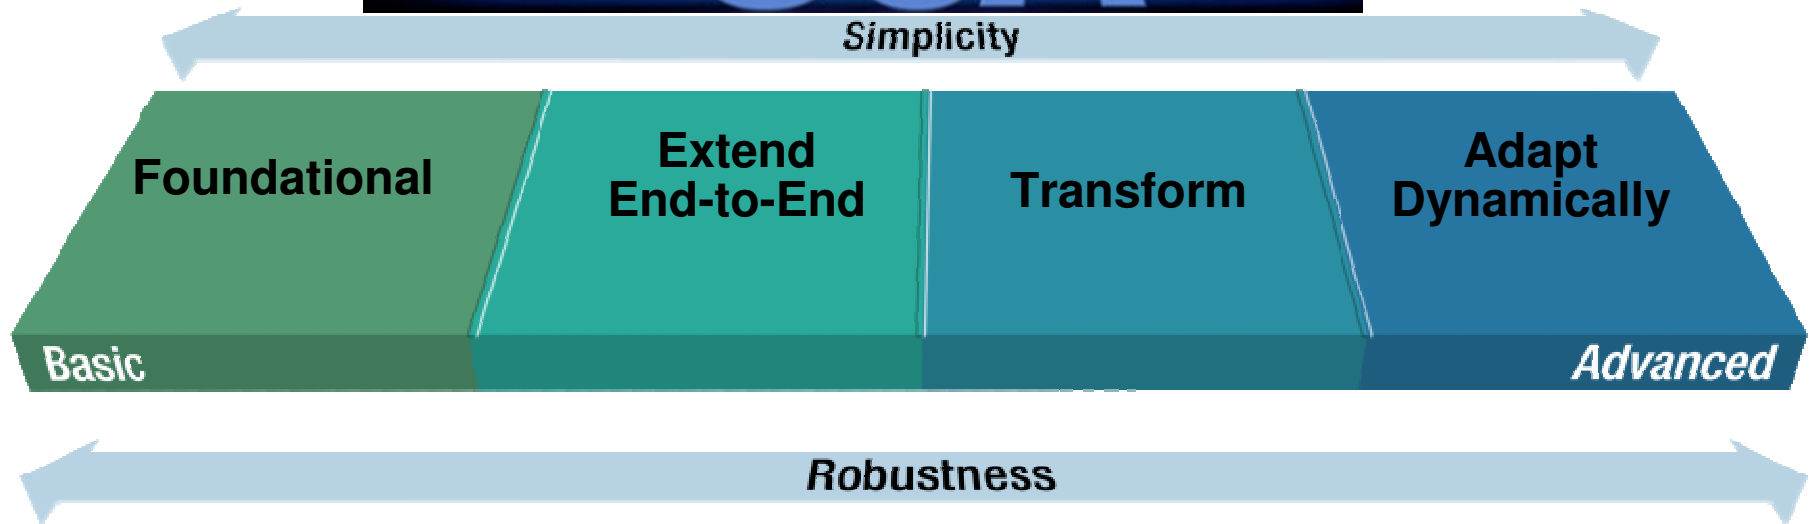 Simplicity
Foundational
Extend
End-to-End
Transform
Adapt
Dynamically
Basic
Advanced
Robustness